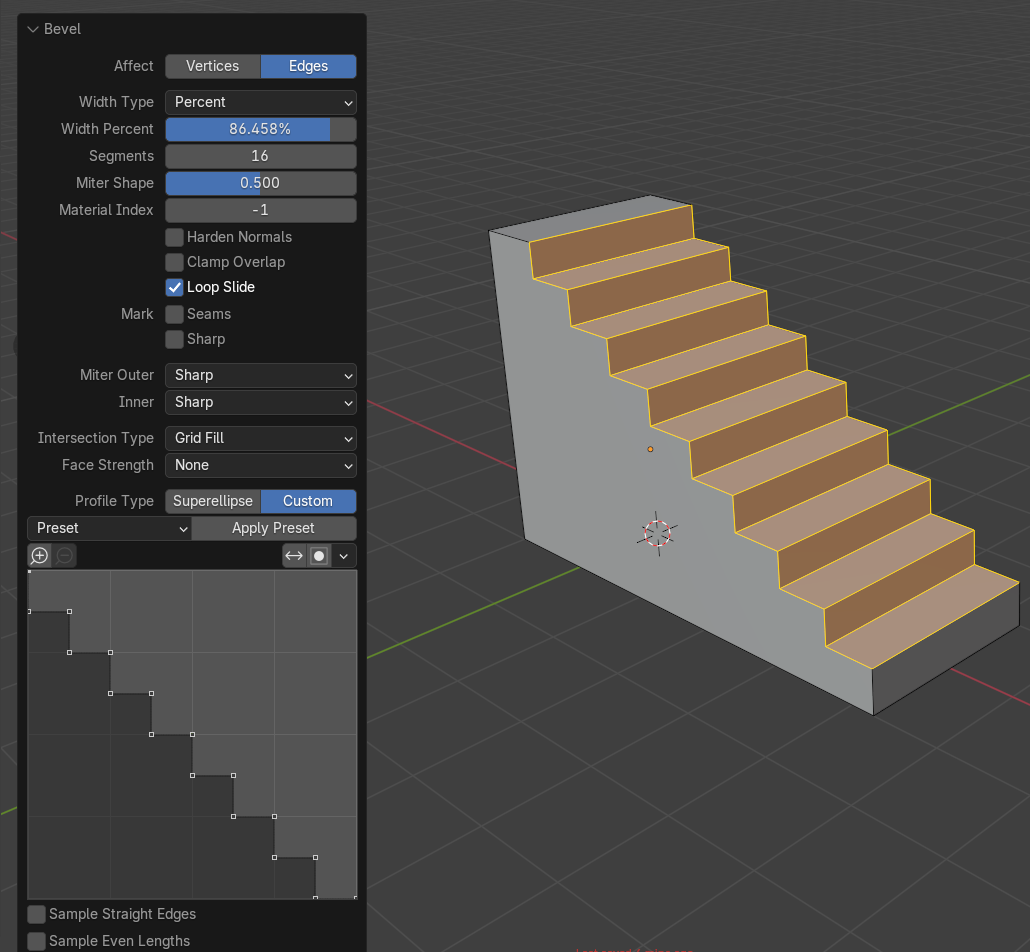 Bevel
Affect Vertices Edges
Width Type Percent
Width Percent 86.458%
Segments 16
Miter Shape 0.500
Material Index -1
Harden Normals
Clamp Overlap
Loop Slide
Mark Seams
Sharp
Miter Outer Sharp
Inner Sharp
Intersection Type Grid Fill
Face Strength None
Profile Type Superellipse Custom
Preset Apply Preset
Sample Straight Edges
Sample Even Lengths